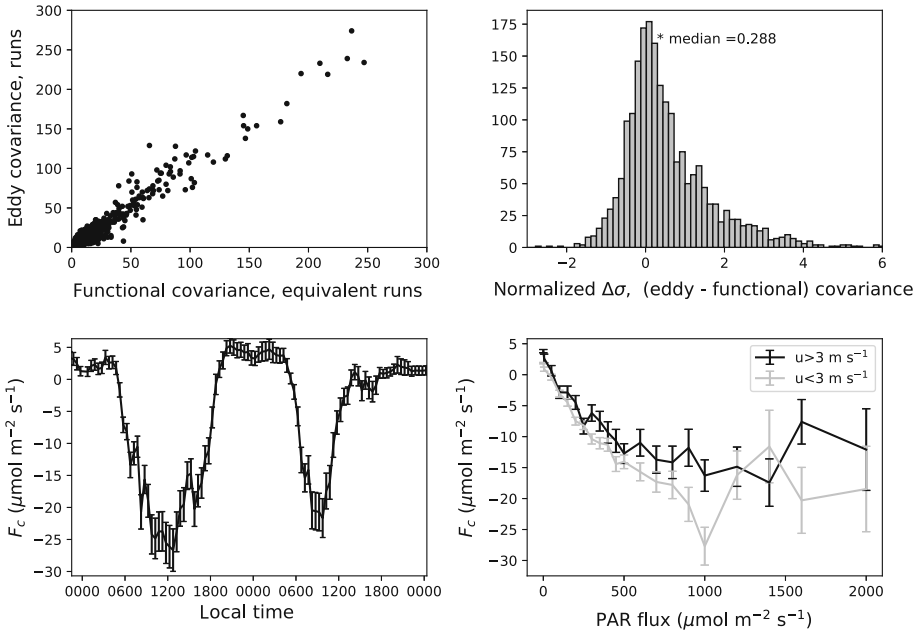 300
250
200
150
100
50
0
Eddy covariance, runs
0 50 100 150 200 250 300
Functional covariance, equivalent runs
175
150
125
100
75
50
25
0
* median =0.288
−2 0 2 4 6
Normalized Δσ, (eddy - functional) covariance
5
0
−5
−10
−15
−20
−25
−30
F_c (μmol m⁻² s⁻¹)
0000 0600 1200 1800 0000 0600 1200 1800 0000
Local time
5
0
−5
−10
−15
−20
−25
−30
F_c (μmol m⁻² s⁻¹)
u>3 m s⁻¹
u<3 m s⁻¹
0 500 1000 1500 2000
PAR flux (μmol m⁻² s⁻¹)